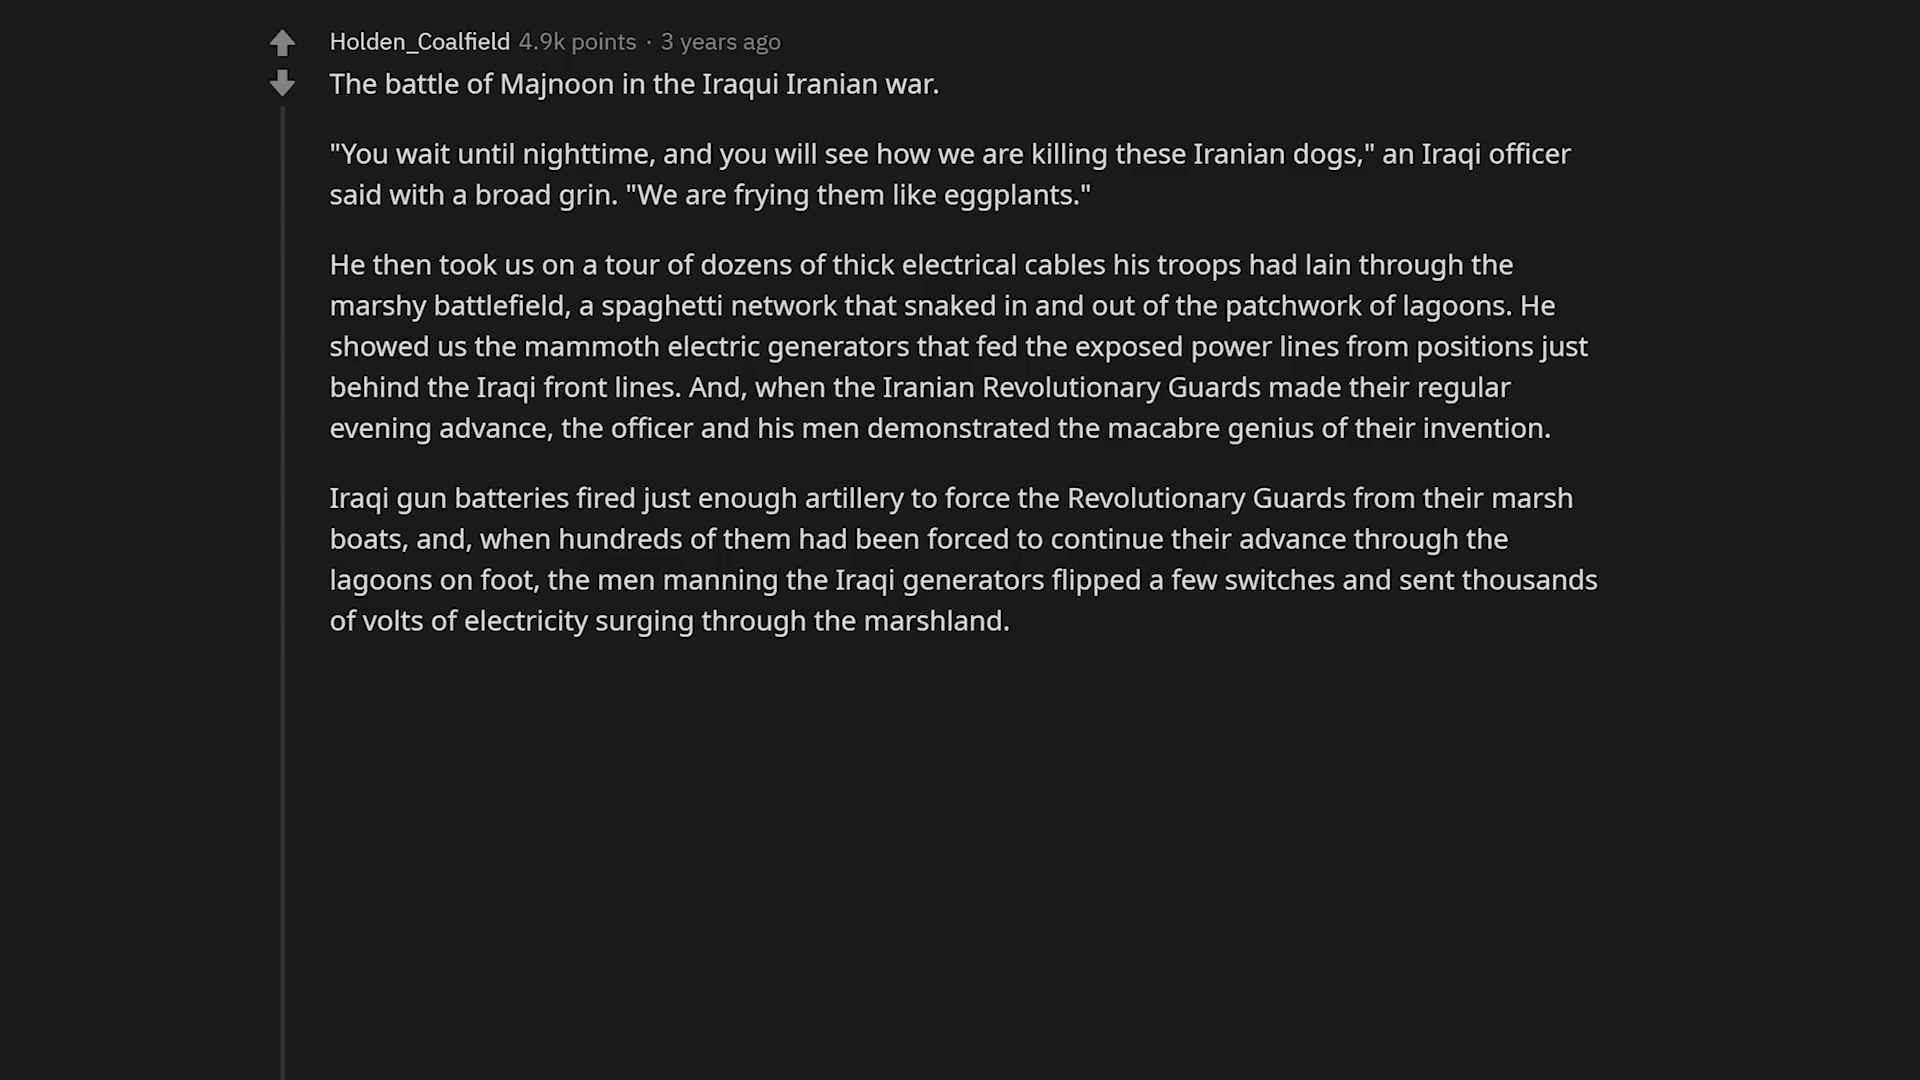 Holden_Coalfield 4.9k points · 3 years ago
The battle of Majnoon in the Iraqui Iranian war.
"You wait until nighttime, and you will see how we are killing these Iranian dogs," an Iraqi officer
said with a broad grin. "We are frying them like eggplants."
He then took us on a tour of dozens of thick electrical cables his troops had lain through the
marshy battlefield, a spaghetti network that snaked in and out of the patchwork of lagoons. He
showed us the mammoth electric generators that fed the exposed power lines from positions just
behind the Iraqi front lines. And, when the Iranian Revolutionary Guards made their regular
evening advance, the officer and his men demonstrated the macabre genius of their invention.
Iraqi gun batteries fired just enough artillery to force the Revolutionary Guards from their marsh
boats, and, when hundreds of them had been forced to continue their advance through the
lagoons on foot, the men manning the Iraqi generators flipped a few switches and sent thousands
of volts of electricity surging through the marshland.